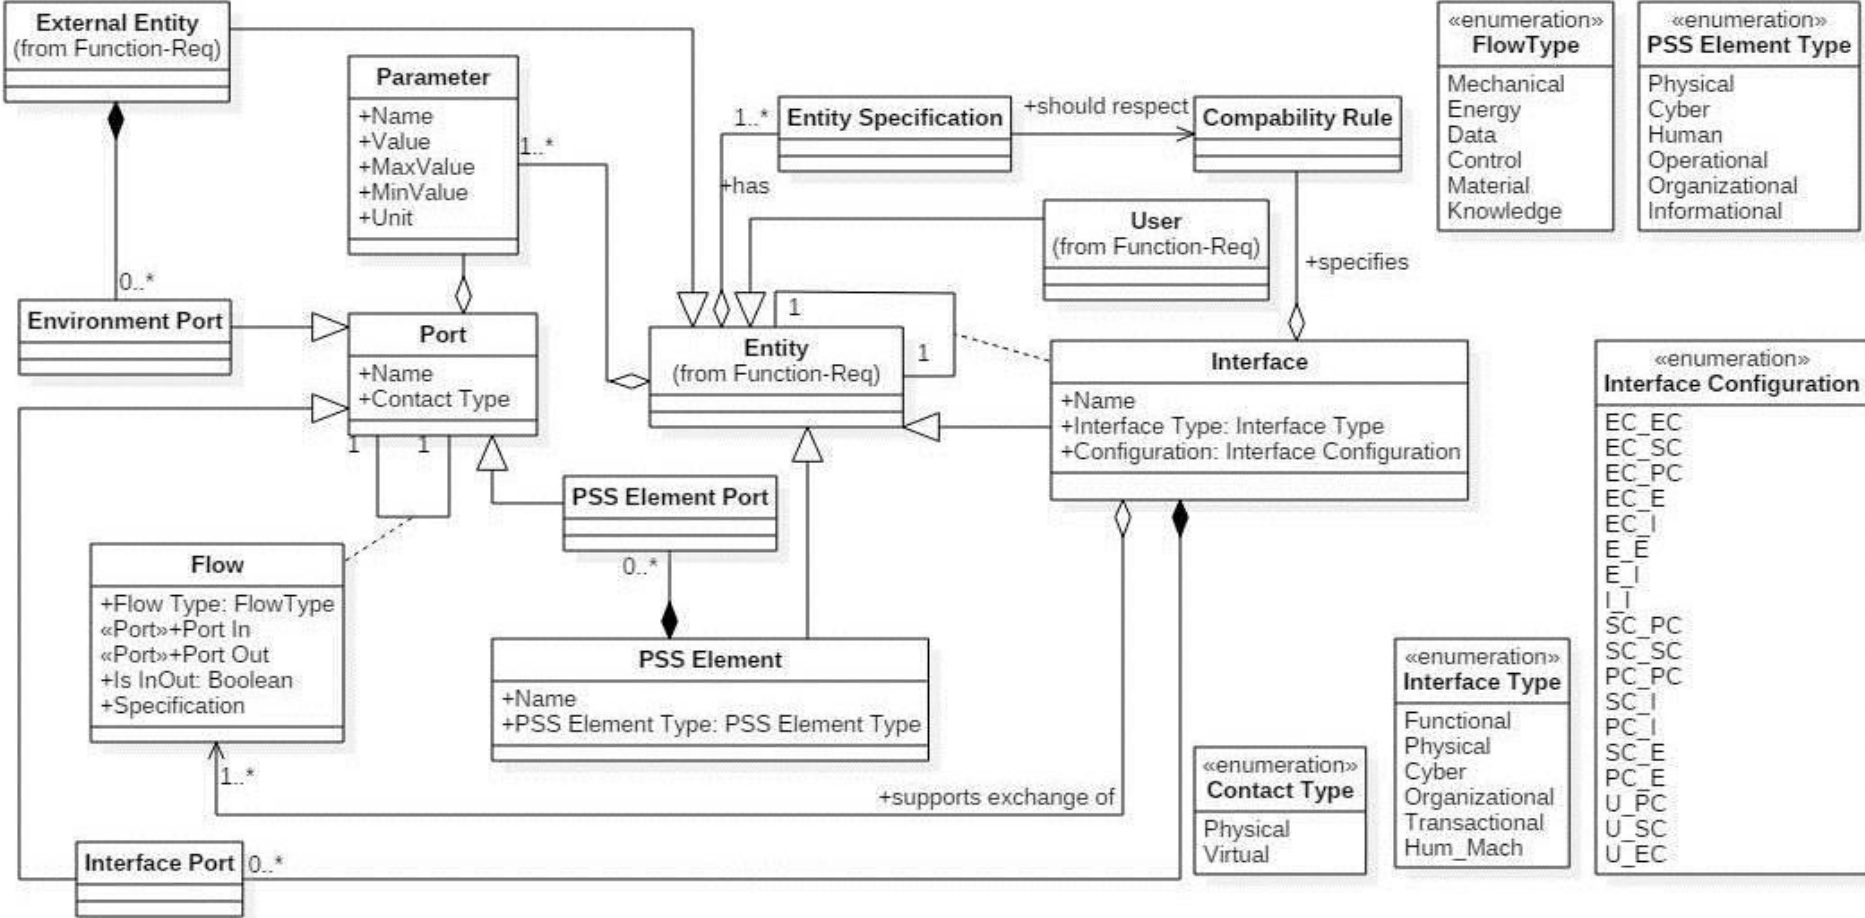 External Entity
(from Function-Req)
0..*
Environment Port
Parameter
+Name
+Value
+MaxValue
+MinValue
+Unit
1..*
Port
+Name
+Contact Type
1
1
Flow
+Flow Type: FlowType
«Port»+Port In
«Port»+Port Out
+Is InOut: Boolean
+Specification
1..*
Interface Port
0..*
PSS Element Port
0..*
PSS Element
+Name
+PSS Element Type: PSS Element Type
Entity
(from Function-Req)
1
1
1..*
+has
Entity Specification
+should respect
Compability Rule
User
(from Function-Req)
+specifies
Interface
+Name
+Interface Type: Interface Type
+Configuration: Interface Configuration
+supports exchange of
«enumeration»
FlowType
Mechanical
Energy
Data
Control
Material
Knowledge
«enumeration»
PSS Element Type
Physical
Cyber
Human
Operational
Organizational
Informational
«enumeration»
Contact Type
Physical
Virtual
«enumeration»
Interface Type
Functional
Physical
Cyber
Organizational
Transactional
Hum_Mach
«enumeration»
Interface Configuration
EC_EC
EC_SC
EC_PC
EC_E
EC_I
E_E
E_I
I_I
SC_PC
SC_SC
PC_PC
SC_I
PC_I
SC_E
PC_E
U_PC
U_SC
U_EC